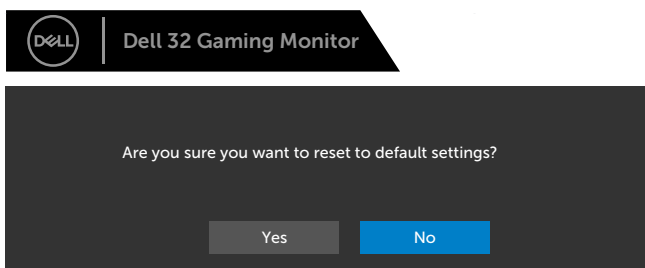 DELL
Dell 32 Gaming Monitor
Are you sure you want to reset to default settings?
Yes
No